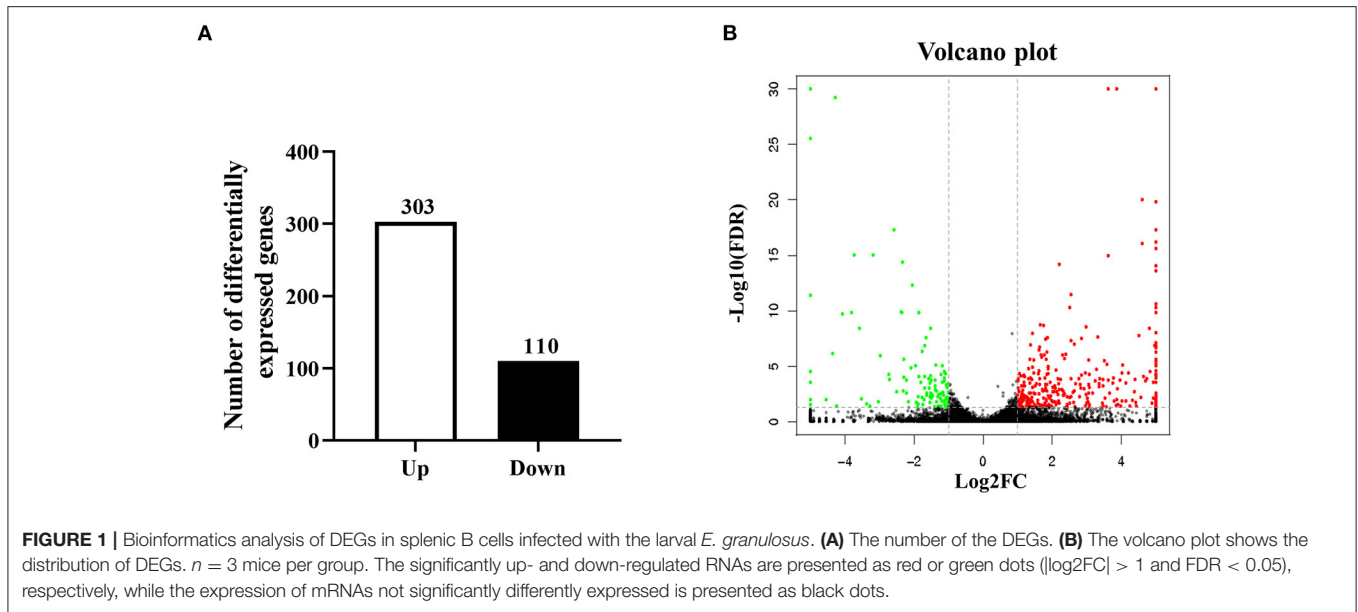 A
Number of differentially
expressed genes
400
300
200
100
0
303
110
Up
Down
B
Volcano plot
-Log10(FDR)
30
25
20
15
10
5
0
-4
-2
0
2
4
Log2FC
FIGURE 1 | Bioinformatics analysis of DEGs in splenic B cells infected with the larval E. granulosus. (A) The number of the DEGs. (B) The volcano plot shows the
distribution of DEGs. n = 3 mice per group. The significantly up- and down-regulated RNAs are presented as red or green dots (|log2FC| > 1 and FDR < 0.05),
respectively, while the expression of mRNAs not significantly differently expressed is presented as black dots.